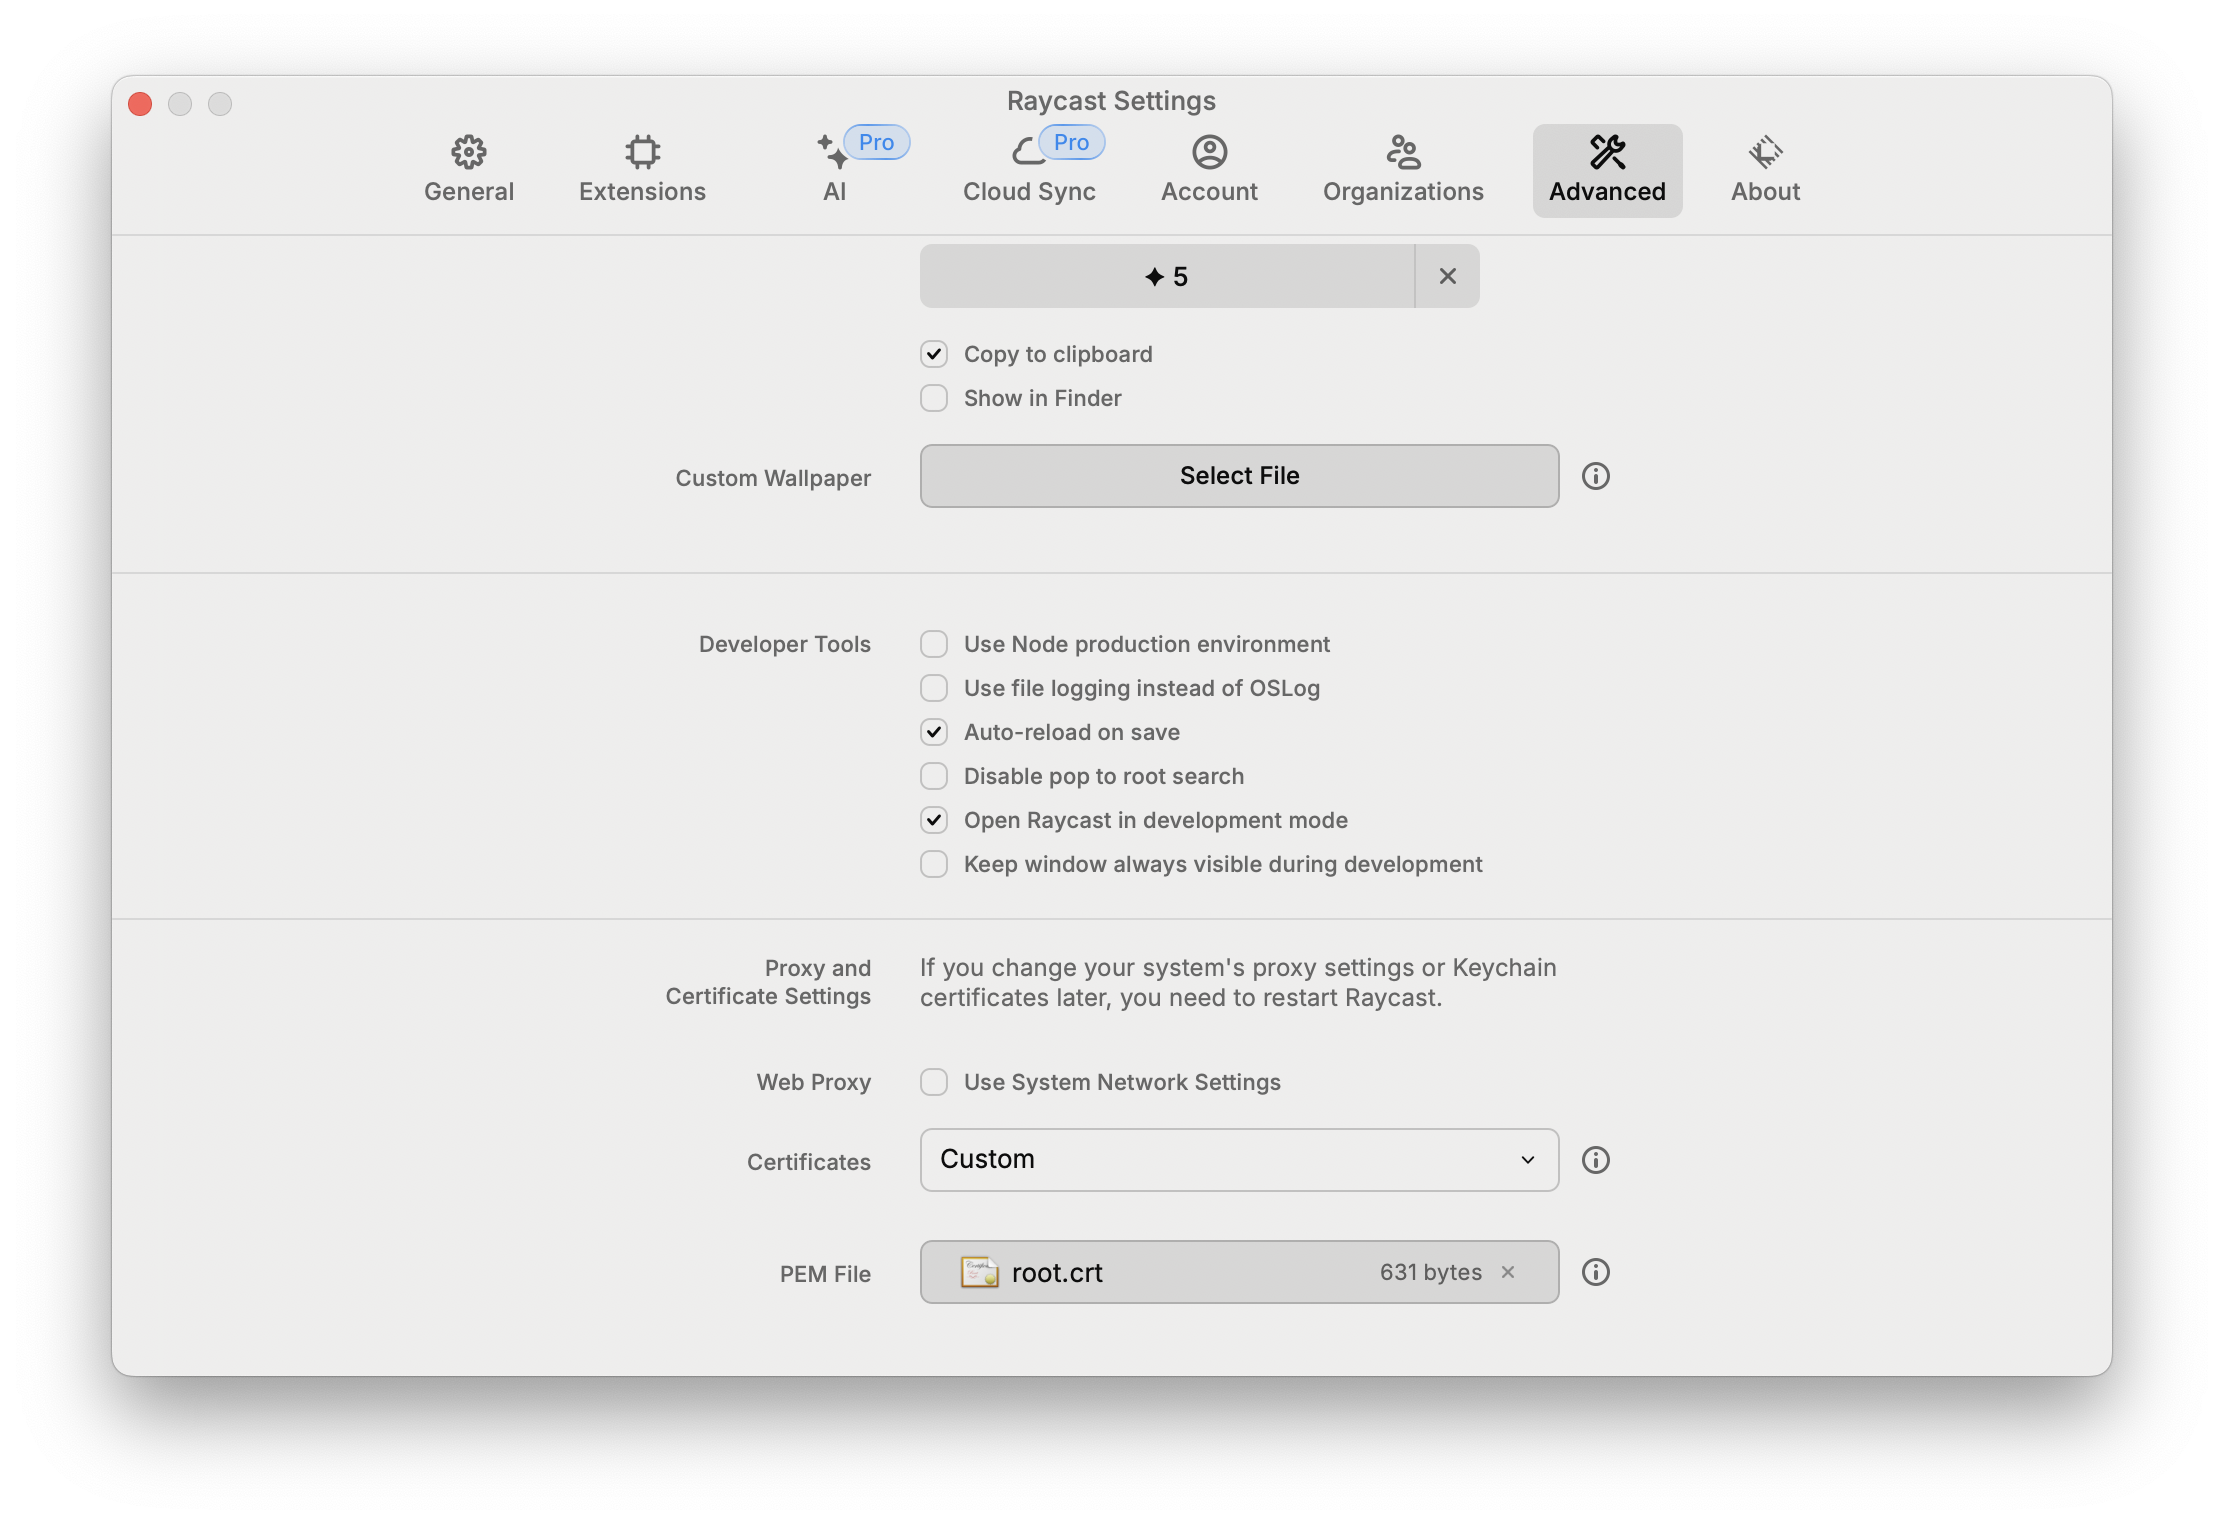 Raycast Settings
General
Extensions
Pro
AI
Pro
Cloud Sync
Account
Organizations
Advanced
About
✦ 5
Copy to clipboard
Show in Finder
Custom Wallpaper
Select File
Developer Tools
Use Node production environment
Use file logging instead of OSLog
Auto-reload on save
Disable pop to root search
Open Raycast in development mode
Keep window always visible during development
Proxy and
Certificate Settings
If you change your system's proxy settings or Keychain
certificates later, you need to restart Raycast.
Web Proxy
Use System Network Settings
Certificates
Custom
PEM File
root.crt
631 bytes